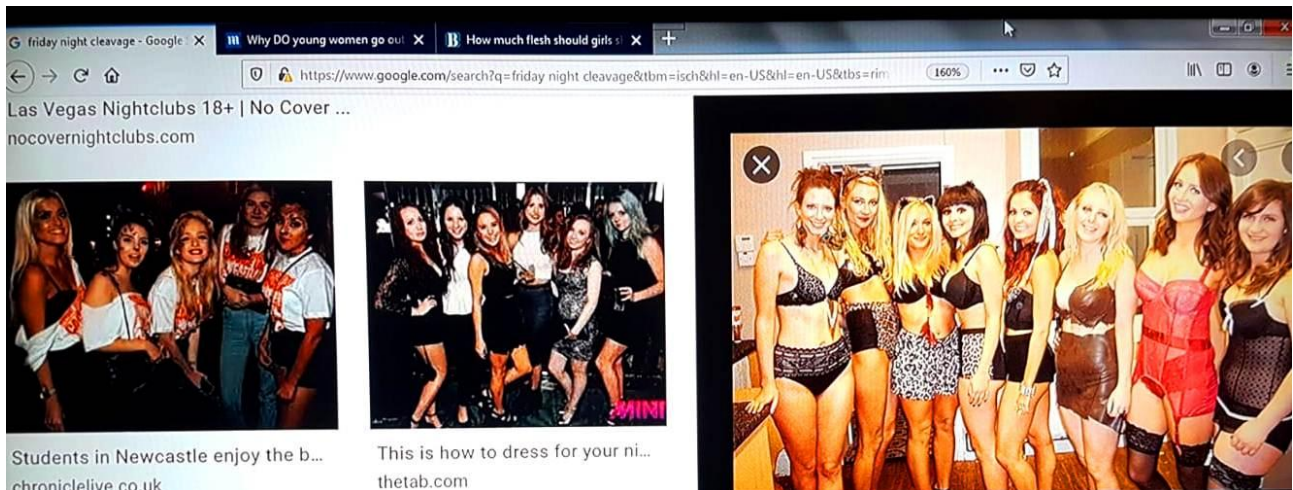 friday night cleavage - Google
Why DO young women go out
How much flesh should girls s
https://www.google.com/search?q=friday night cleavage&tbm=isch&hl=en-US&hl=en-US&tbs=rim
160%
Las Vegas Nightclubs 18+ | No Cover ...
nocovernightclubs.com
MINI
Students in Newcastle enjoy the b...
chroniclelive.co.uk
This is how to dress for your ni...
thetab.com